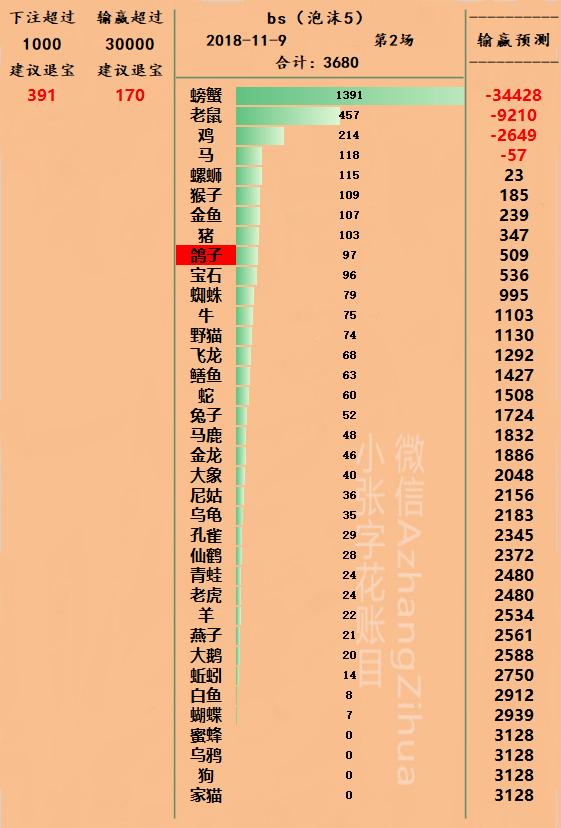 下注超过 输赢超过
1000 30000
建议退宝 建议退宝
391 170
bs（泡沫5）
2018-11-9 第2场
合计：3680
输赢预测
螃蟹 1391 -34428
老鼠 457 -9210
鸡 214 -2649
马 118 -57
螺蛳 115 23
猴子 109 185
金鱼 107 239
猪 103 347
鸽子 97 509
宝石 96 536
蜘蛛 79 995
牛 75 1103
野猫 74 1130
飞龙 68 1292
鳝鱼 63 1427
蛇 60 1508
兔子 52 1724
马鹿 48 1832
金龙 46 1886
大象 40 2048
尼姑 36 2156
乌龟 35 2183
孔雀 29 2345
仙鹤 28 2372
青蛙 24 2480
老虎 24 2480
羊 22 2534
燕子 21 2561
大鹅 20 2588
蚯蚓 14 2750
白鱼 8 2912
蝴蝶 7 2939
蜜蜂 0 3128
乌鸦 0 3128
狗 0 3128
家猫 0 3128
微信AzhangZihua
小张字花账目